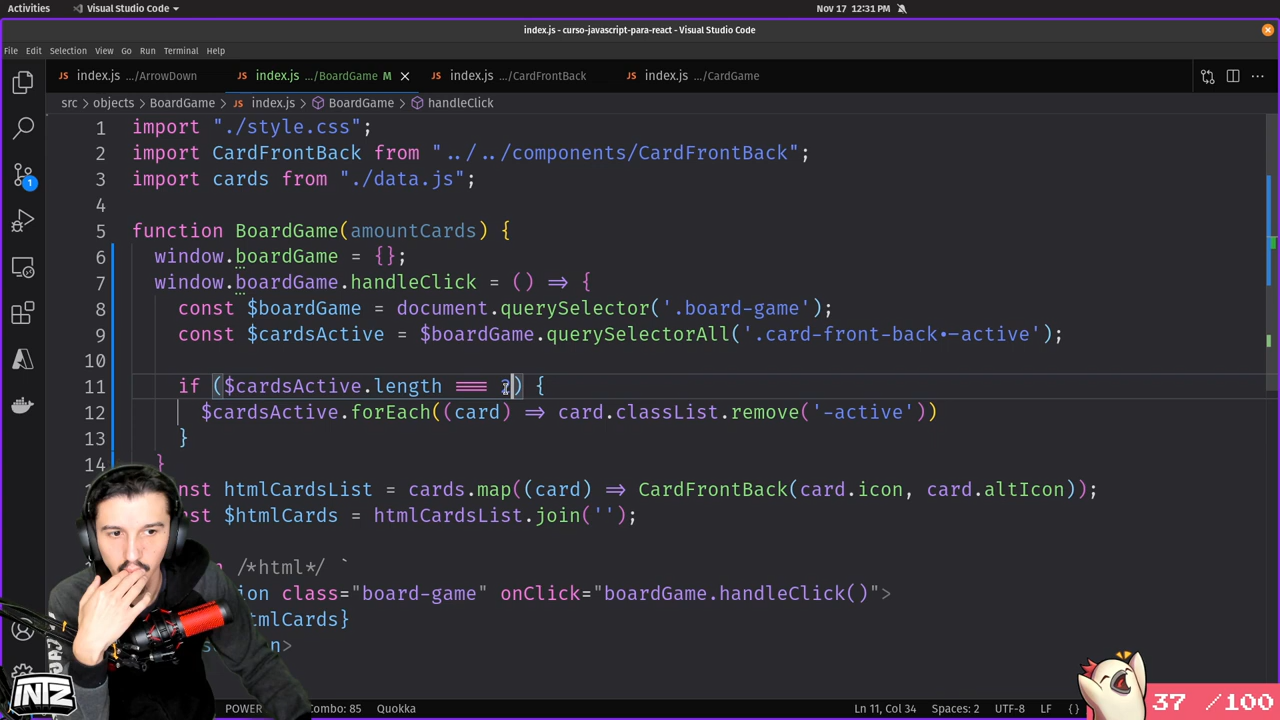 Activities
Visual Studio Code
Nov 17 12:31 PM
index.js - curso-javascript-para-react - Visual Studio Code
File Edit Selection View Go Run Terminal Help
index.js .../ArrowDown
index.js .../BoardGame M
index.js .../CardFrontBack
index.js .../CardGame
src > objects > BoardGame > index.js > BoardGame > handleClick
1 import "./style.css";
2 import CardFrontBack from "../../components/CardFrontBack";
3 import cards from "./data.js";
4
5 function BoardGame(amountCards) {
6 window.boardGame = {};
7 window.boardGame.handleClick = () => {
8 const $boardGame = document.querySelector('.board-game');
9 const $cardsActive = $boardGame.querySelectorAll('.card-front-back•-active');
10
11 if ($cardsActive.length === ) {
12 $cardsActive.forEach((card) => card.classList.remove('-active'))
13 }
14 }
nst htmlCardsList = cards.map((card) => CardFrontBack(card.icon, card.altIcon));
st $htmlCards = htmlCardsList.join('');
/*html*/ `
ion class="board-game" onClick="boardGame.handleClick()">
tmlCards}
n>
1
INTZ
POWER
Combo: 85
Quokka
Ln 11, Col 34
Spaces: 2
UTF-8
LF
{ }
37 /100